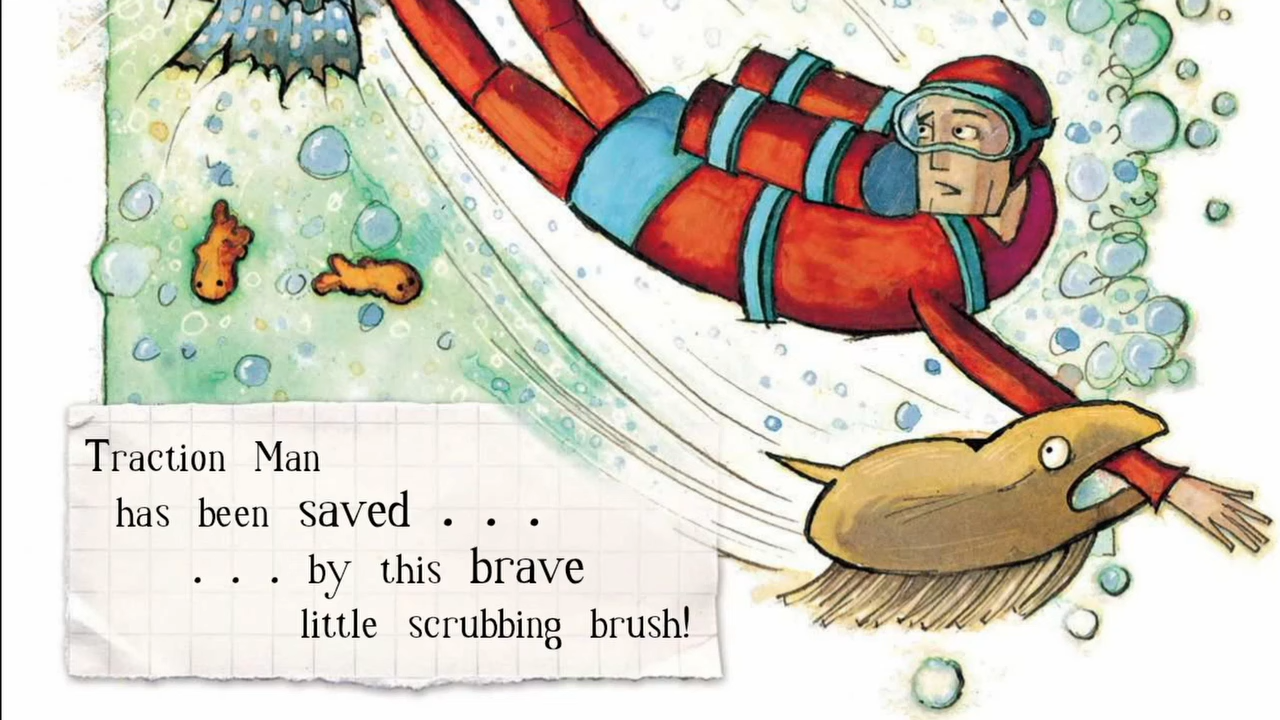 Traction Man
has been saved . . .
. . . by this brave
little scrubbing brush!